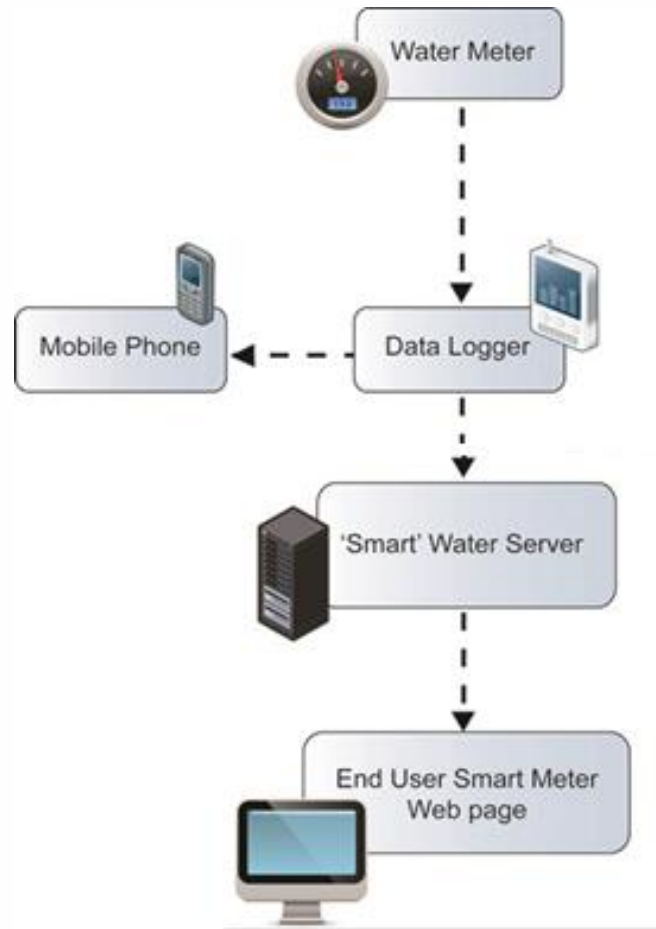 Water Meter
Mobile Phone
Data Logger
‘Smart’ Water Server
End User Smart Meter
Web page